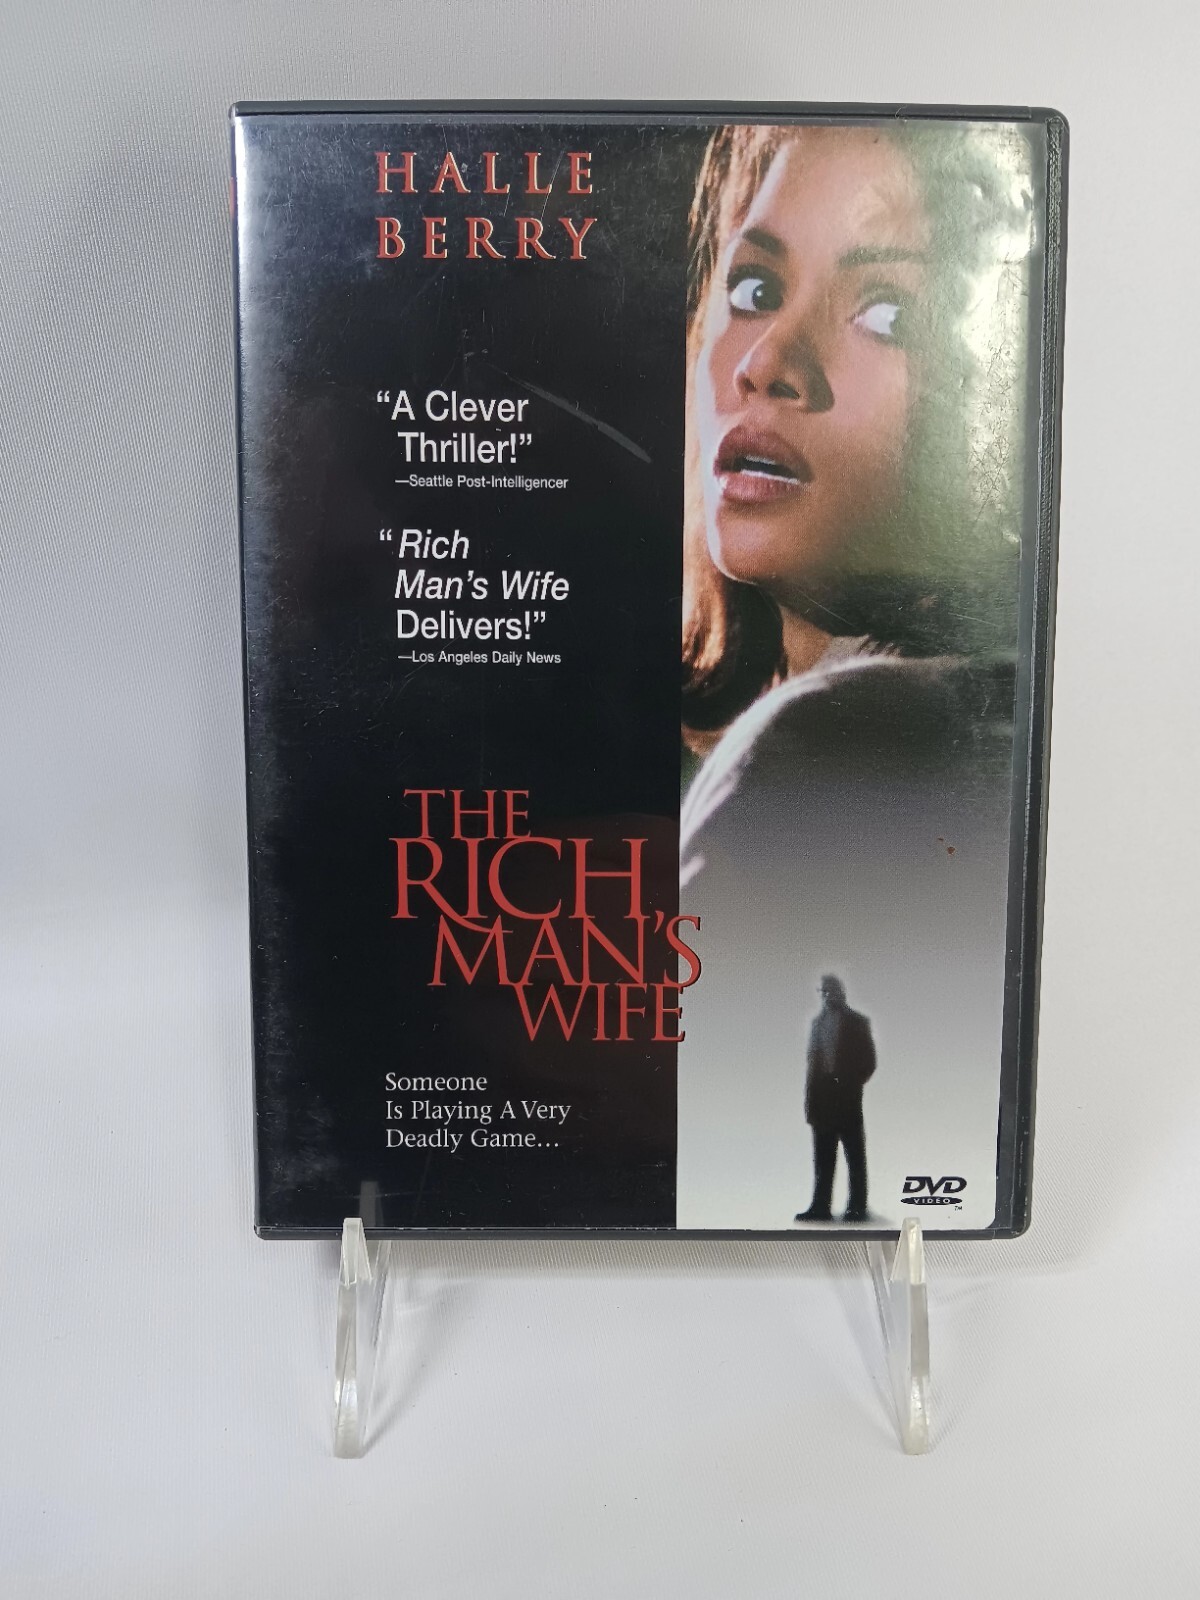 HALLE
BERRY
“A Clever
Thriller!”
—Seattle Post-Intelligencer
“Rich
Man’s Wife
Delivers!”
—Los Angeles Daily News
THE
RICH
MAN’S
WIFE
Someone
Is Playing A Very
Deadly Game...
DVD
VIDEO
TM